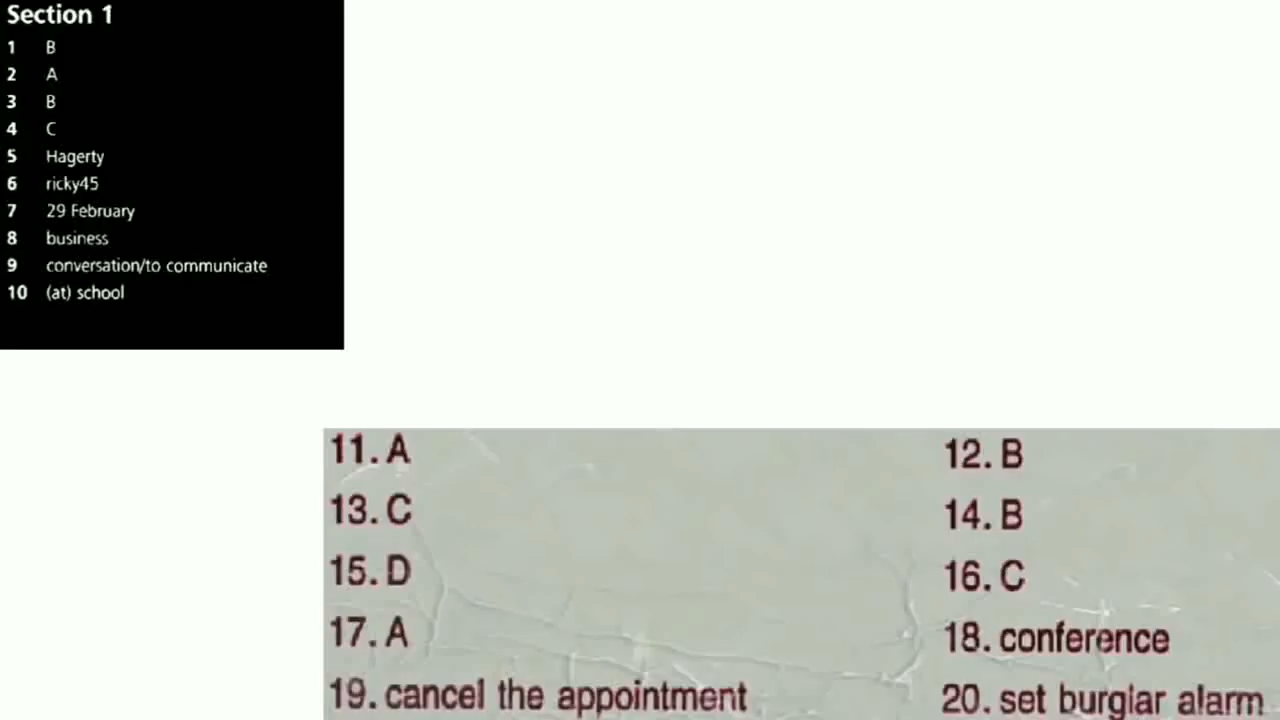 Section 1
1 B
2 A
3 B
4 C
5 Hagerty
6 ricky45
7 29 February
8 business
9 conversation/to communicate
10 (at) school
11. A 12. B
13. C 14. B
15. D 16. C
17. A 18. conference
19. cancel the appointment 20. set burglar alarm